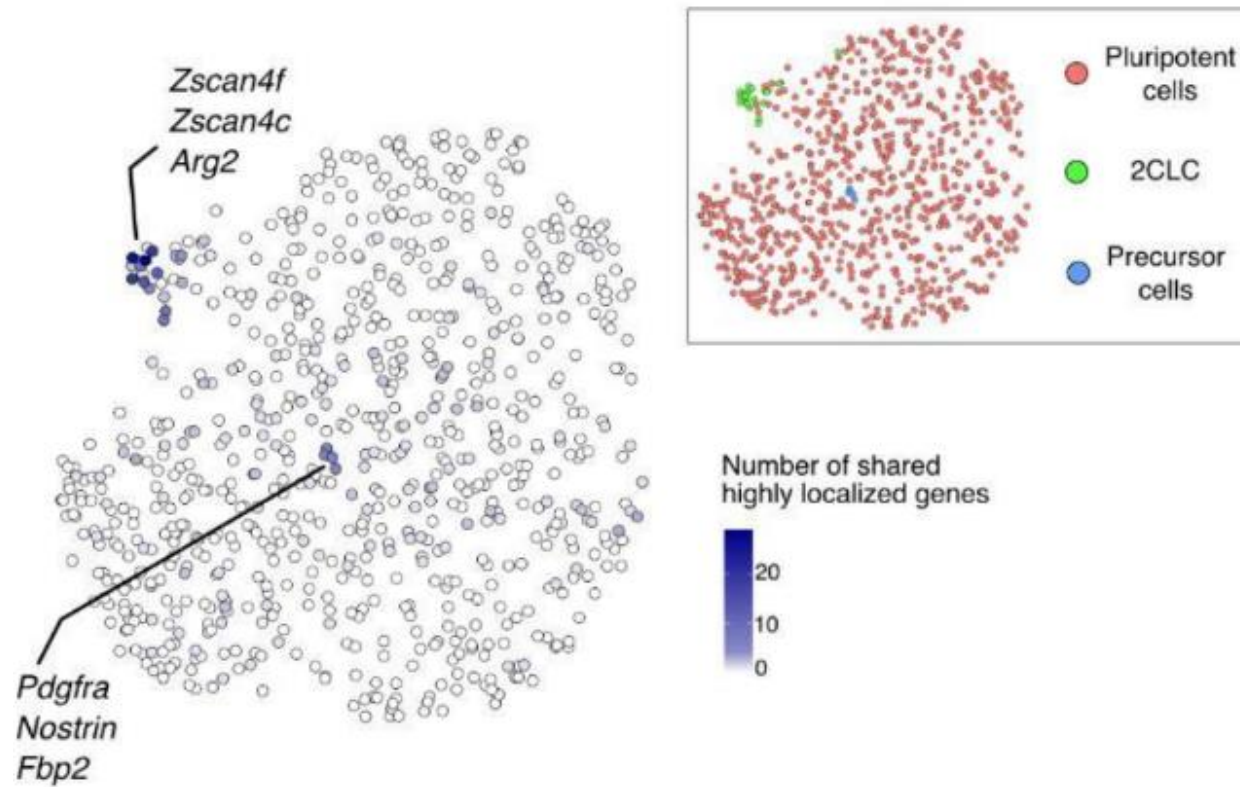 Zscan4f
Zscan4c
Arg2
Pluripotent
cells
2CLC
Precursor
cells
Number of shared
highly localized genes
20
10
0
Pdgfra
Nostrin
Fbp2